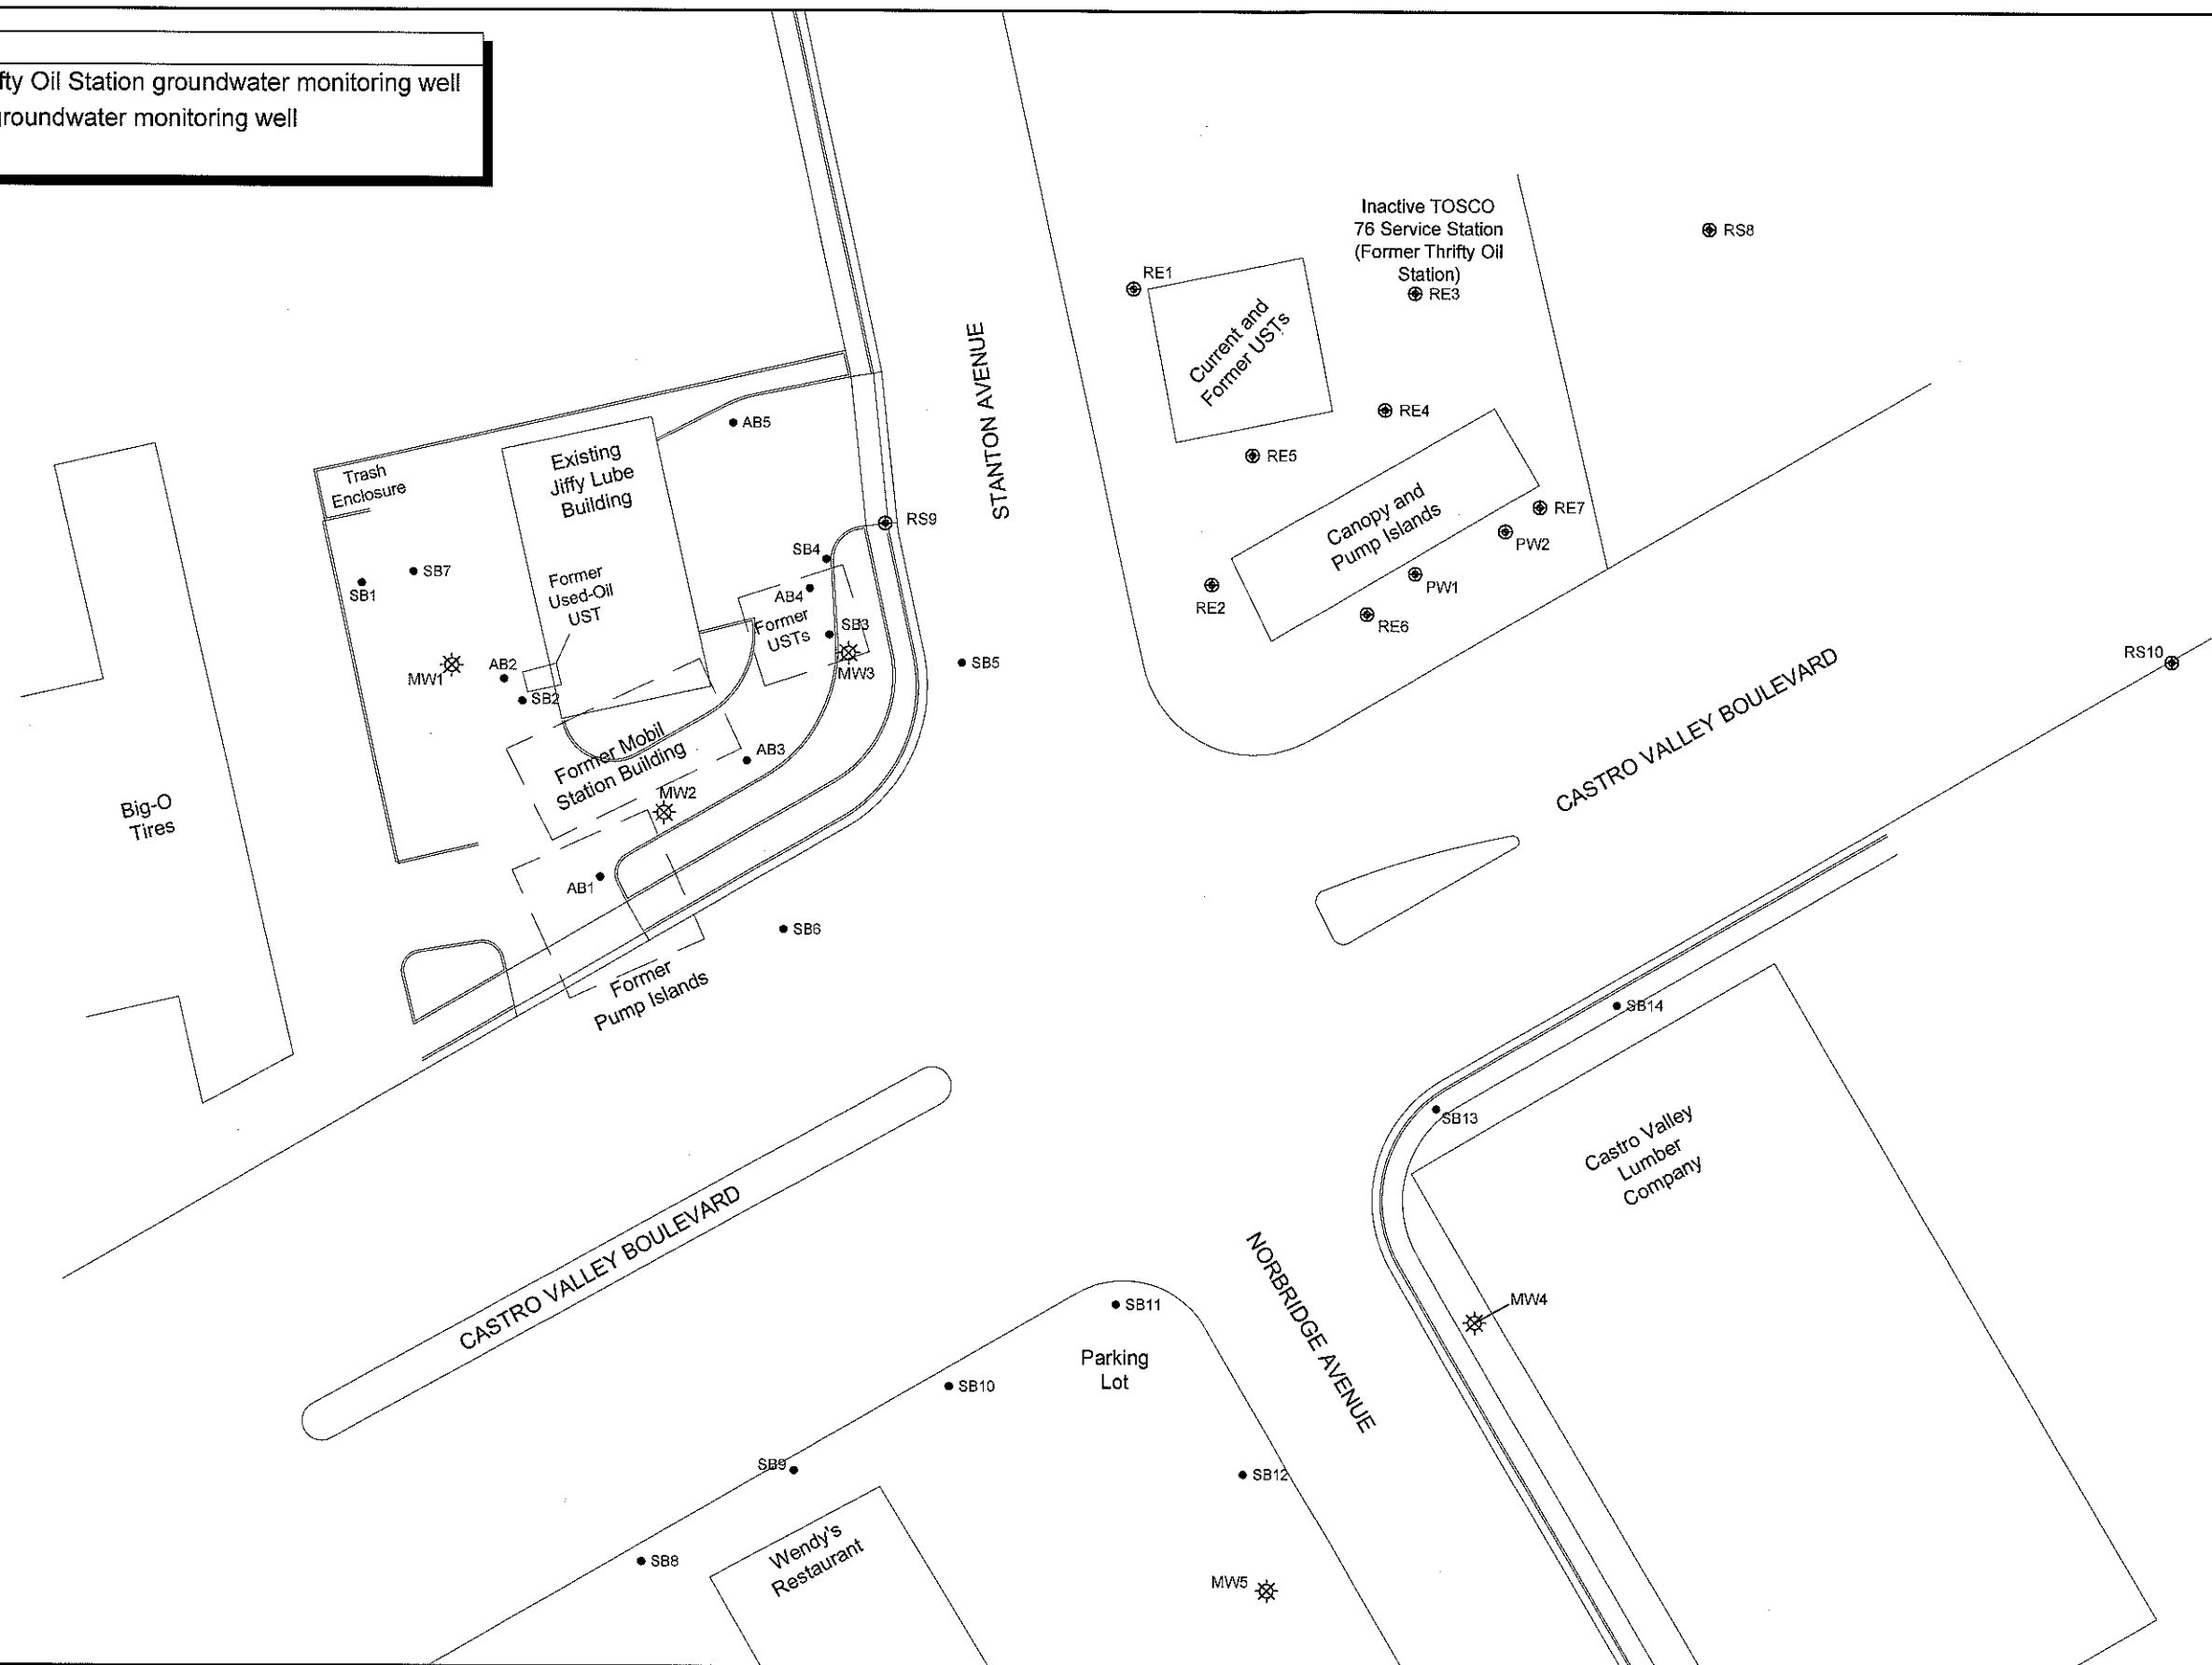 fty Oil Station groundwater monitoring well
groundwater monitoring well
Inactive TOSCO
76 Service Station
(Former Thrifty Oil
Station)
RS8
RE1
RE3
Current and
Former USTs
STANTON AVENUE
RE4
AB5
RE5
Existing
Jiffy Lube
Building
Trash
Enclosure
Canopy and
Pump Islands
RE7
RS9
PW2
SB4
SB7
SB1
Former
Used-Oil
UST
AB4
PW1
RE2
Former
USTs
SB3
RE6
RS10
AB2
MW1
SB5
MW3
SB2
CASTRO VALLEY BOULEVARD
Former Mobil
Station Building
AB3
MW2
Big-O
Tires
AB1
SB6
Former
Pump Islands
SB14
SB13
Castro Valley
Lumber
Company
CASTRO VALLEY BOULEVARD
NORBRIDGE AVENUE
MW4
SB11
Parking
Lot
SB10
SB9
SB12
Wendy's
Restaurant
SB8
MW5